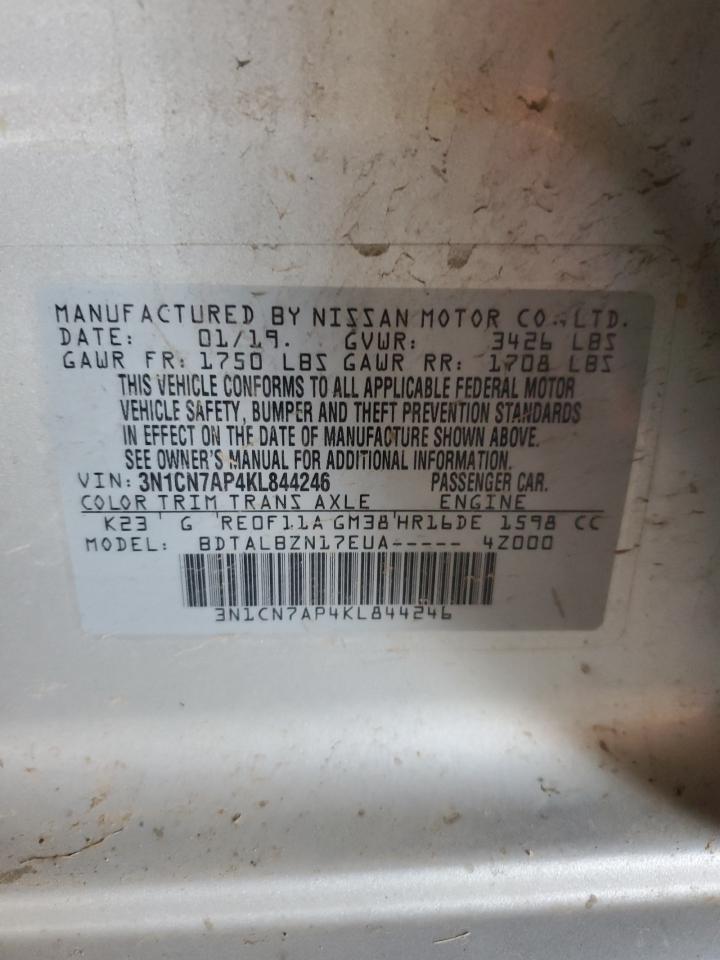 MANUFACTURED BY NISSAN MOTOR CO.,LTD.
DATE: 01/19. GVWR: 3426 LBS
GAWR FR: 1750 LBS GAWR RR: 1708 LBS
THIS VEHICLE CONFORMS TO ALL APPLICABLE FEDERAL MOTOR
VEHICLE SAFETY, BUMPER AND THEFT PREVENTION STANDARDS
IN EFFECT ON THE DATE OF MANUFACTURE SHOWN ABOVE.
SEE OWNER'S MANUAL FOR ADDITIONAL INFORMATION.
VIN: 3N1CN7AP4KL844246 PASSENGER CAR.
COLOR TRIM TRANS AXLE ENGINE
K23 G RE0F11A GM38 HR16DE 1598 CC
MODEL: BDTALBZN17EUA----- 4Z000
3N1CN7AP4KL844246